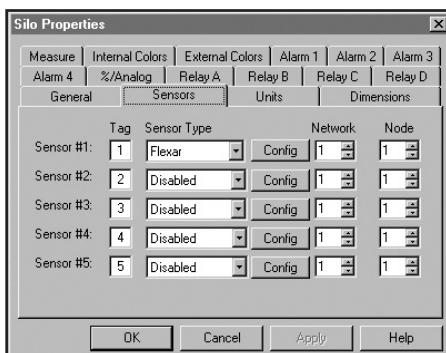 Silo Properties
Measure Internal Colors External Colors Alarm 1 Alarm 2 Alarm 3
Alarm 4 %/Analog Relay A Relay B Relay C Relay D
General Sensors Units Dimensions
Tag Sensor Type Network Node
Sensor #1: 1 Flexar Config 1 1
Sensor #2: 2 Disabled Config 1 1
Sensor #3: 3 Disabled Config 1 1
Sensor #4: 4 Disabled Config 1 1
Sensor #5: 5 Disabled Config 1 1
OK Cancel Apply Help